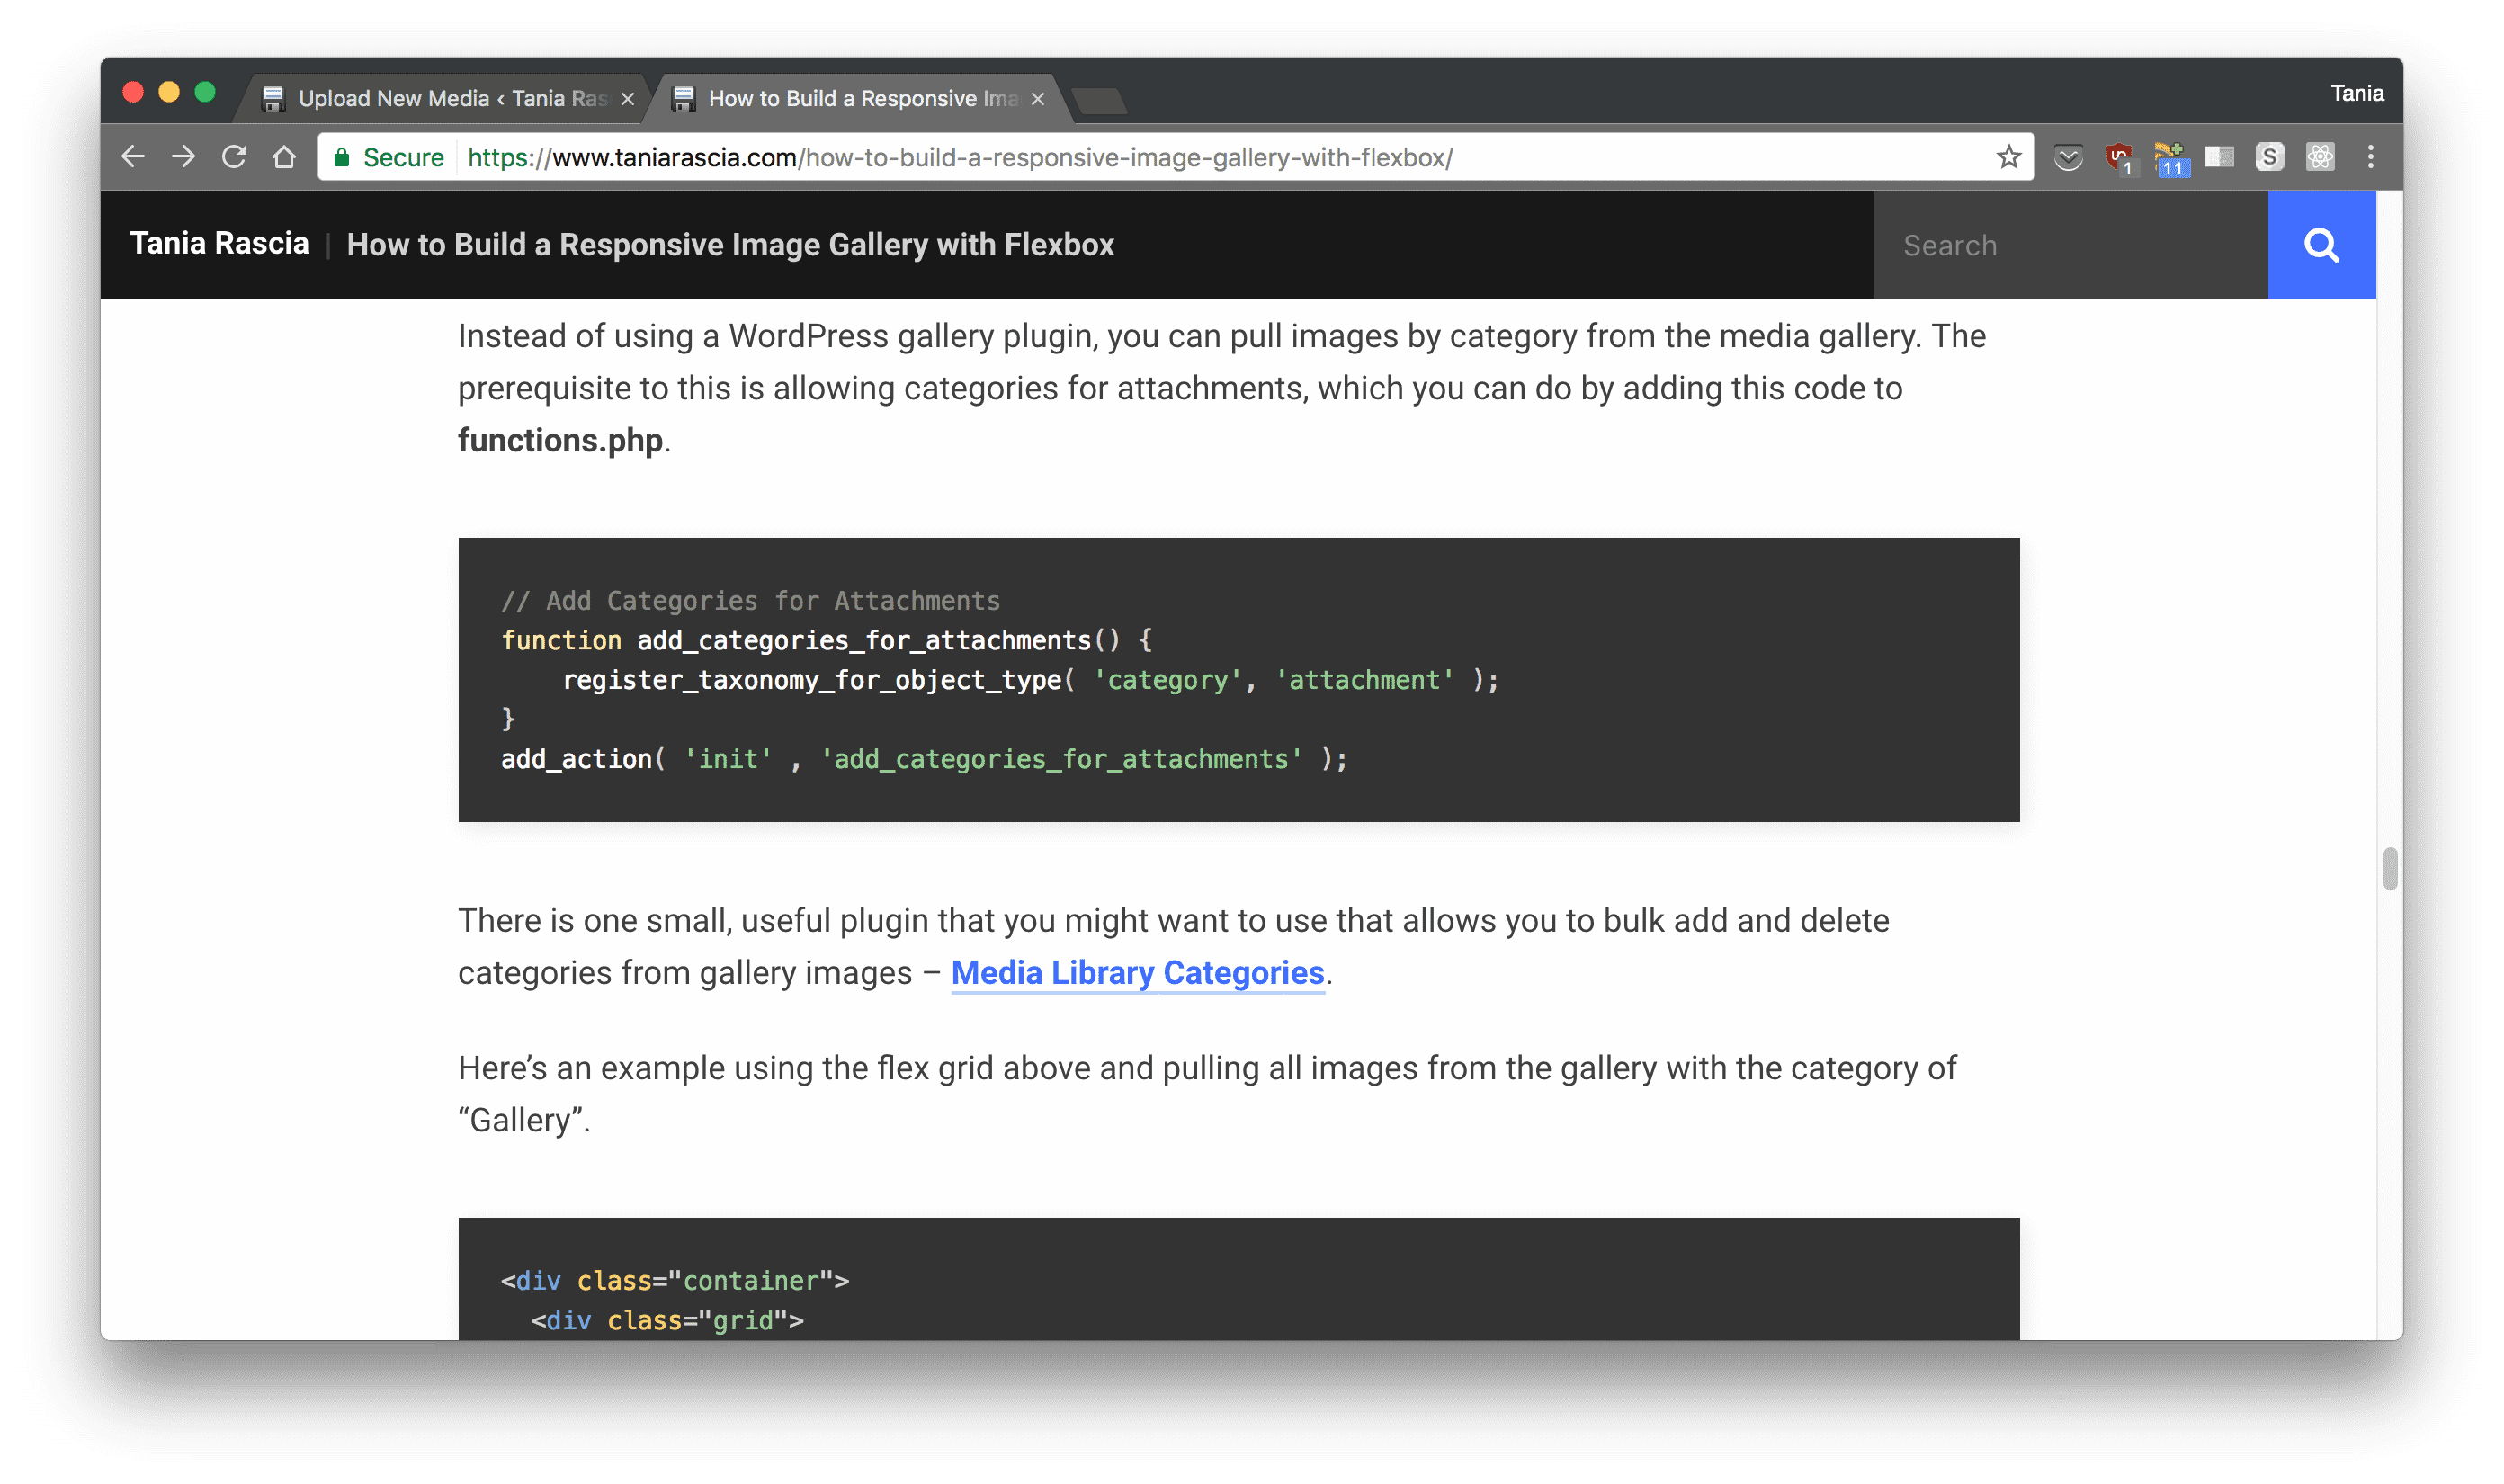 Upload New Media ‹ Tania Ras
How to Build a Responsive Ima
Tania
Secure
https://www.taniarascia.com/how-to-build-a-responsive-image-gallery-with-flexbox/
1
11
S
Tania Rascia | How to Build a Responsive Image Gallery with Flexbox
Search
Instead of using a WordPress gallery plugin, you can pull images by category from the media gallery. The
prerequisite to this is allowing categories for attachments, which you can do by adding this code to
functions.php.
// Add Categories for Attachments
function add_categories_for_attachments() {
    register_taxonomy_for_object_type( 'category', 'attachment' );
}
add_action( 'init' , 'add_categories_for_attachments' );
There is one small, useful plugin that you might want to use that allows you to bulk add and delete
categories from gallery images – Media Library Categories.
Here’s an example using the flex grid above and pulling all images from the gallery with the category of
“Gallery”.
<div class="container">
  <div class="grid">